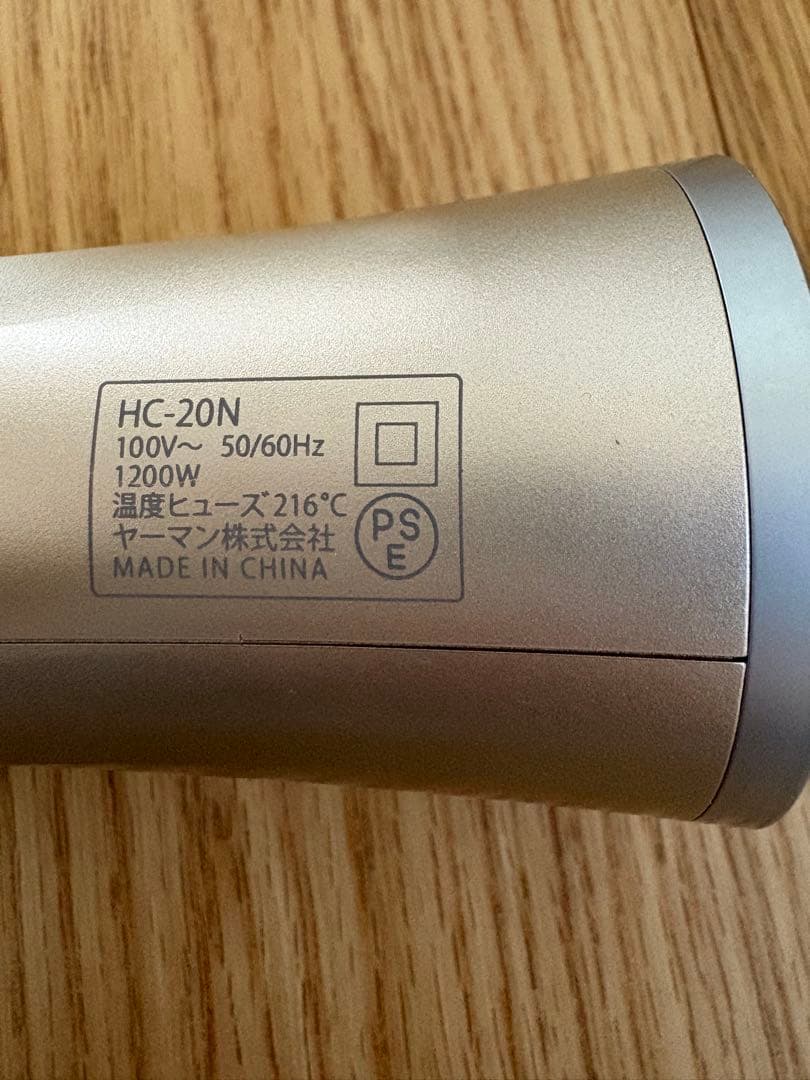 HC-20N
100V～ 50/60Hz
1200W
温度ヒューズ216℃
ヤーマン株式会社
MADE IN CHINA
PSE